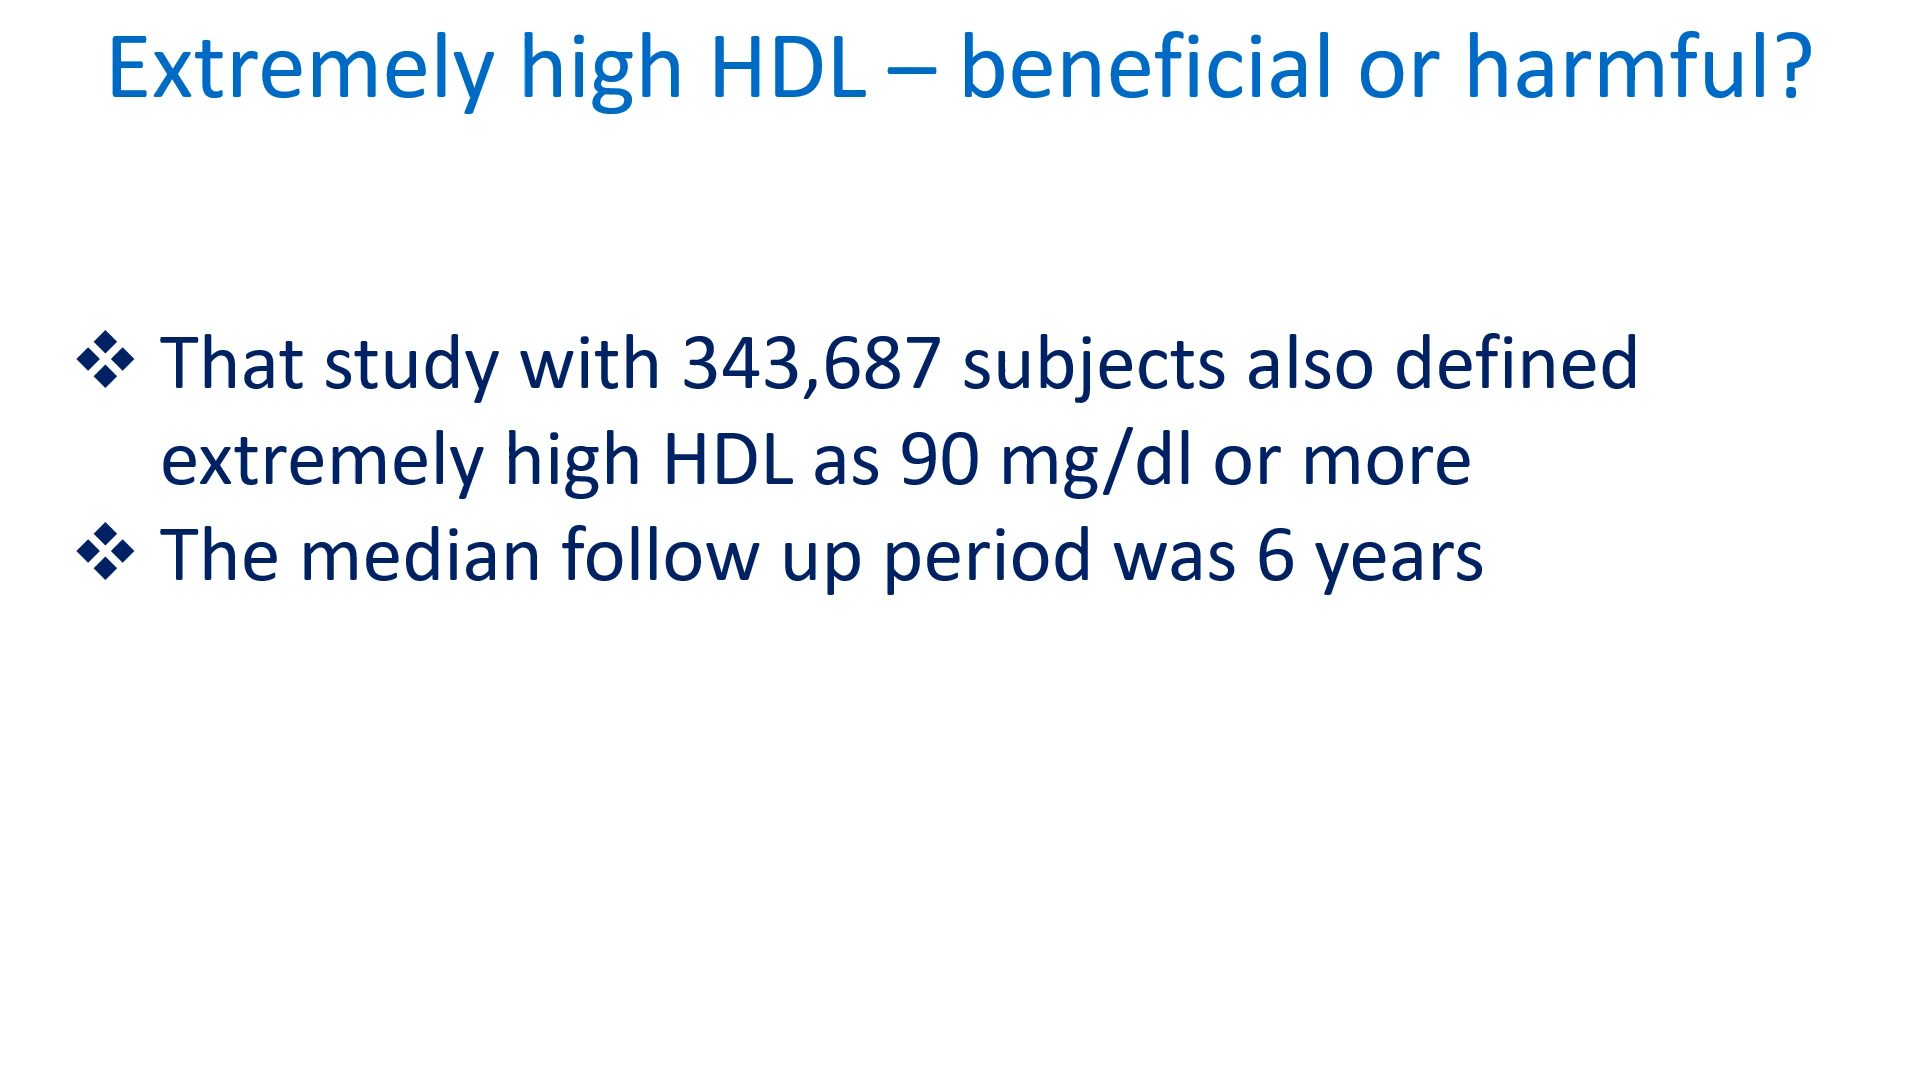 Extremely high HDL – beneficial or harmful?
❖ That study with 343,687 subjects also defined
extremely high HDL as 90 mg/dl or more
❖ The median follow up period was 6 years